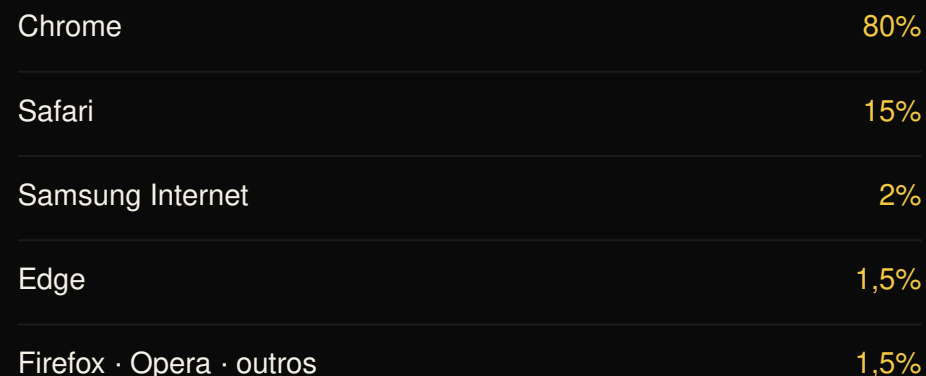 Chrome 80%
Safari 15%
Samsung Internet 2%
Edge 1,5%
Firefox · Opera · outros 1,5%